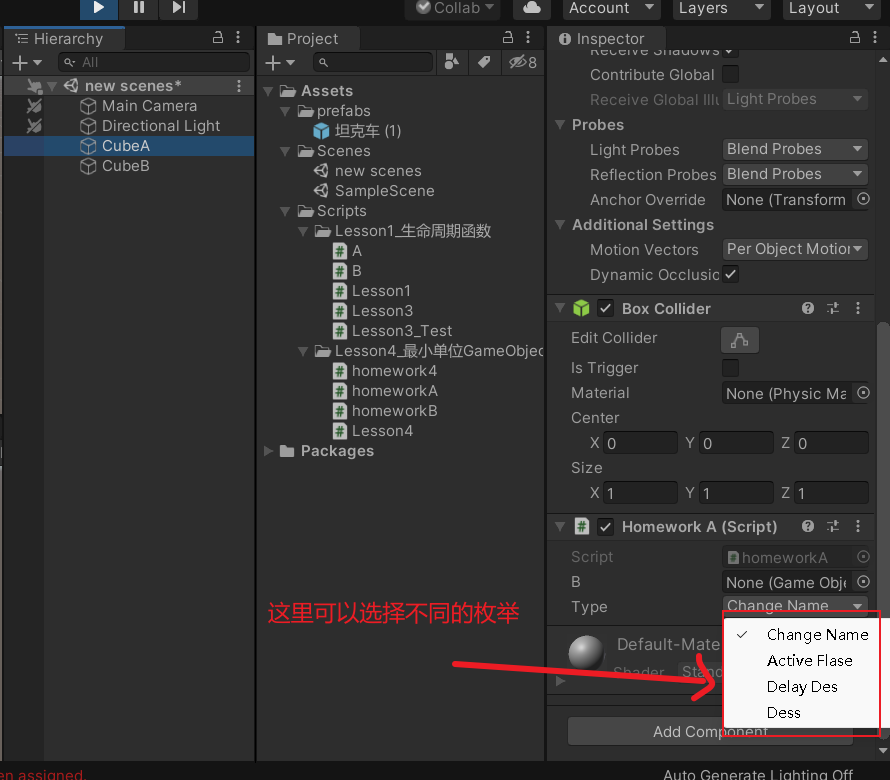 Collab
Account
Layers
Layout
Hierarchy
All
new scenes*
Main Camera
Directional Light
CubeA
CubeB
Project
8
Assets
prefabs
坦克车 (1)
Scenes
new scenes
SampleScene
Scripts
Lesson1_生命周期函数
A
B
Lesson1
Lesson3
Lesson3_Test
Lesson4_最小单位GameObjec
homework4
homeworkA
homeworkB
Lesson4
Packages
这里可以选择不同的枚举
Inspector
Receive Shadows
Contribute Global
Receive Global Illu Light Probes
Probes
Light Probes Blend Probes
Reflection Probes Blend Probes
Anchor Override None (Transform
Additional Settings
Motion Vectors Per Object Motion
Dynamic Occlusic
Box Collider
Edit Collider
Is Trigger
Material None (Physic Ma
Center
X 0 Y 0 Z 0
Size
X 1 Y 1 Z 1
Homework A (Script)
Script homeworkA
B None (Game Obje
Type Change Name
Change Name
Active Flase
Delay Des
Dess
Default-Mate
Shader Stand
Add Component
en assigned
Auto Generate Lighting Off